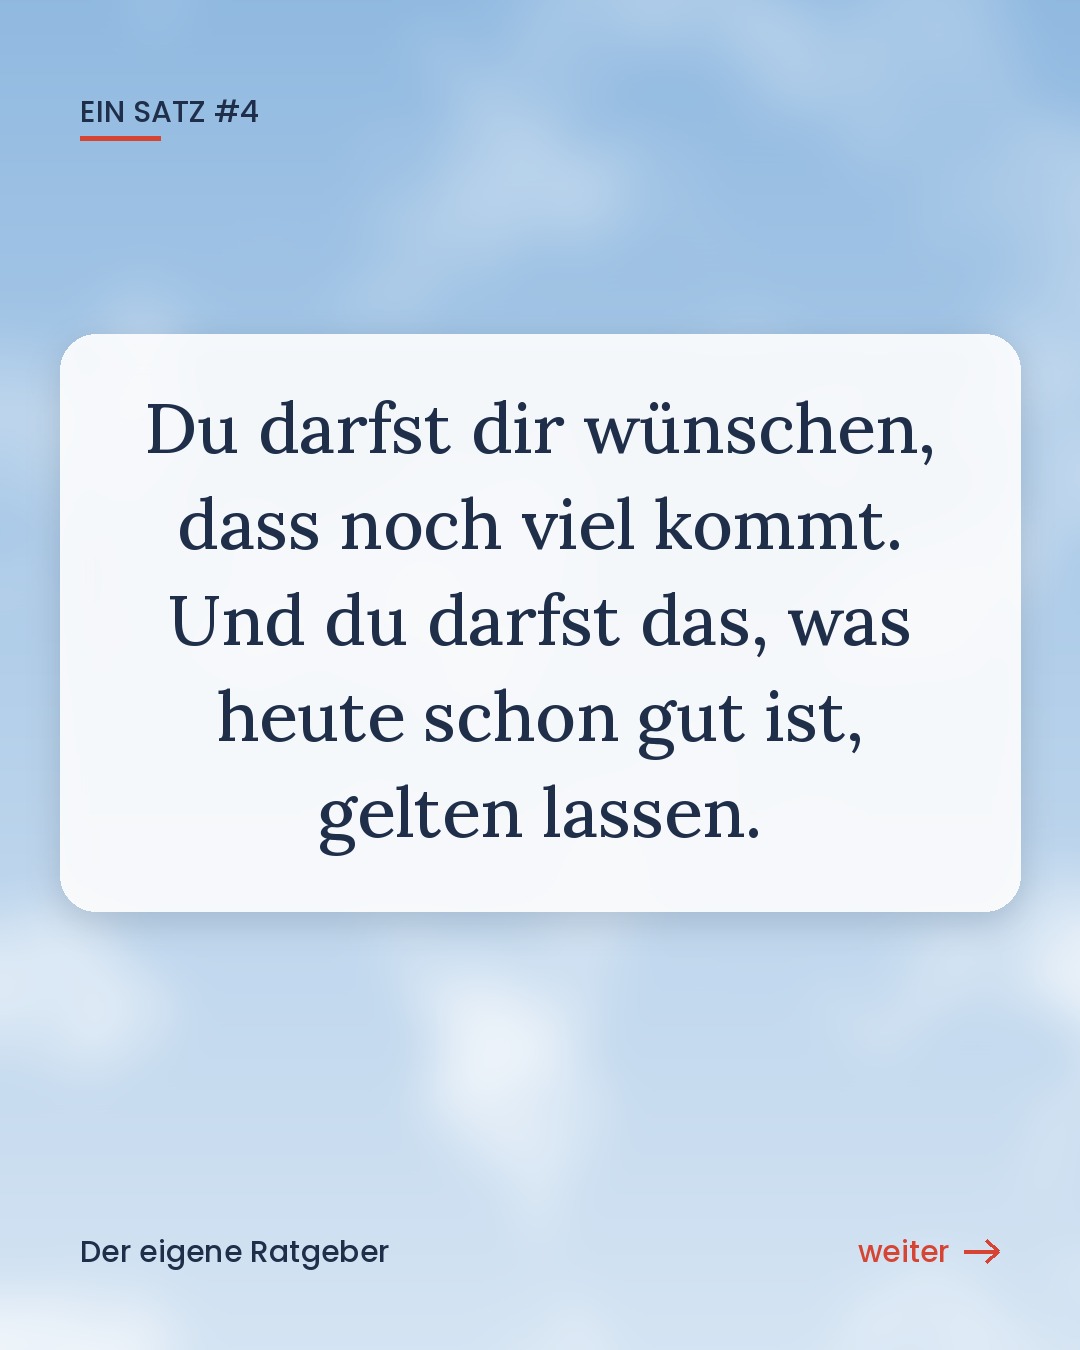 EIN SATZ #4
Du darfst dir wünschen,
dass noch viel kommt.
Und du darfst das, was
heute schon gut ist,
gelten lassen.
Der eigene Ratgeber
weiter →